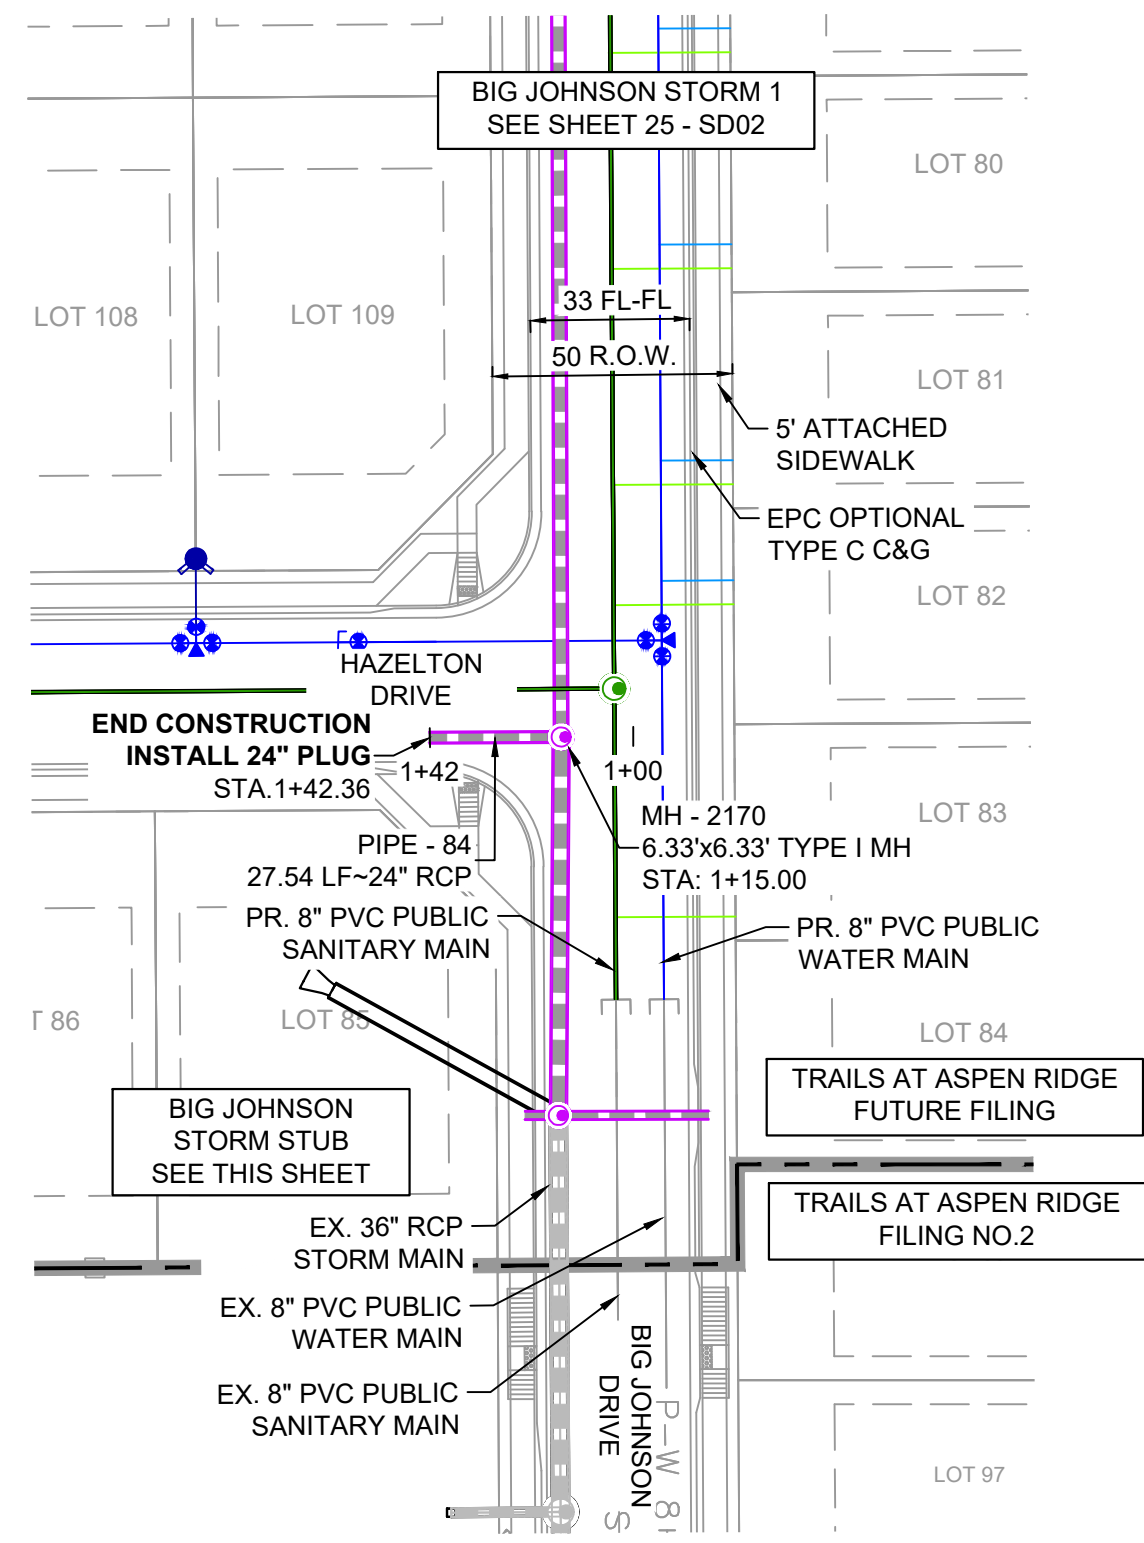 BIG JOHNSON STORM 1
SEE SHEET 25 - SD02
LOT 80
33 FL-FL
LOT 108
LOT 109
50 R.O.W.
LOT 81
5' ATTACHED
SIDEWALK
EPC OPTIONAL
TYPE C C&G
LOT 82
HAZELTON
DRIVE
END CONSTRUCTION
INSTALL 24" PLUG
STA.1+42.36
1+42
1+00
MH - 2170
6.33'x6.33' TYPE I MH
STA: 1+15.00
LOT 83
PIPE - 84
27.54 LF~24" RCP
PR. 8" PVC PUBLIC
SANITARY MAIN
PR. 8" PVC PUBLIC
WATER MAIN
T 86
LOT 85
LOT 84
TRAILS AT ASPEN RIDGE
FUTURE FILING
BIG JOHNSON
STORM STUB
SEE THIS SHEET
TRAILS AT ASPEN RIDGE
FILING NO.2
EX. 36" RCP
STORM MAIN
EX. 8" PVC PUBLIC
WATER MAIN
EX. 8" PVC PUBLIC
SANITARY MAIN
BIG JOHNSON
DRIVE
P-W 8
S
LOT 97